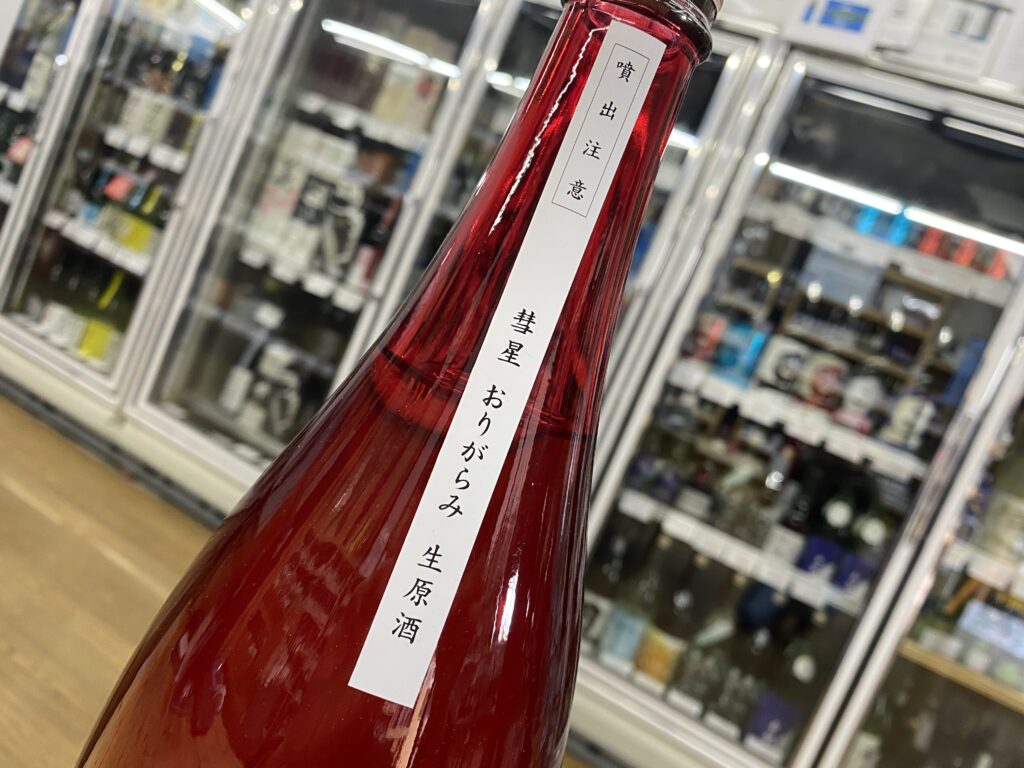 噴出注意
彗星 おりがらみ 生原酒